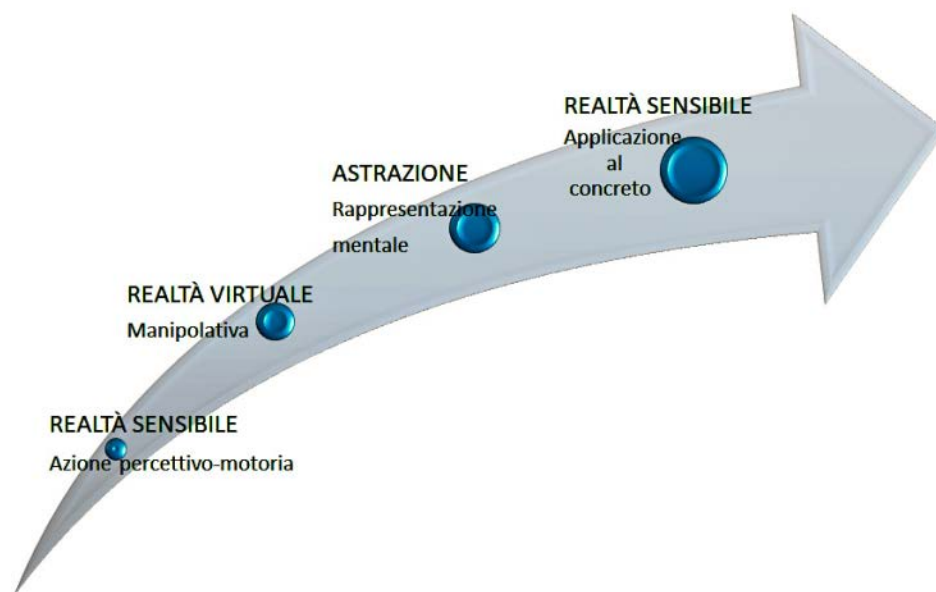 REALTÀ SENSIBILE
Applicazione
al
concreto
ASTRAZIONE
Rappresentazione
mentale
REALTÀ VIRTUALE
Manipolativa
REALTÀ SENSIBILE
Azione percettivo-motoria